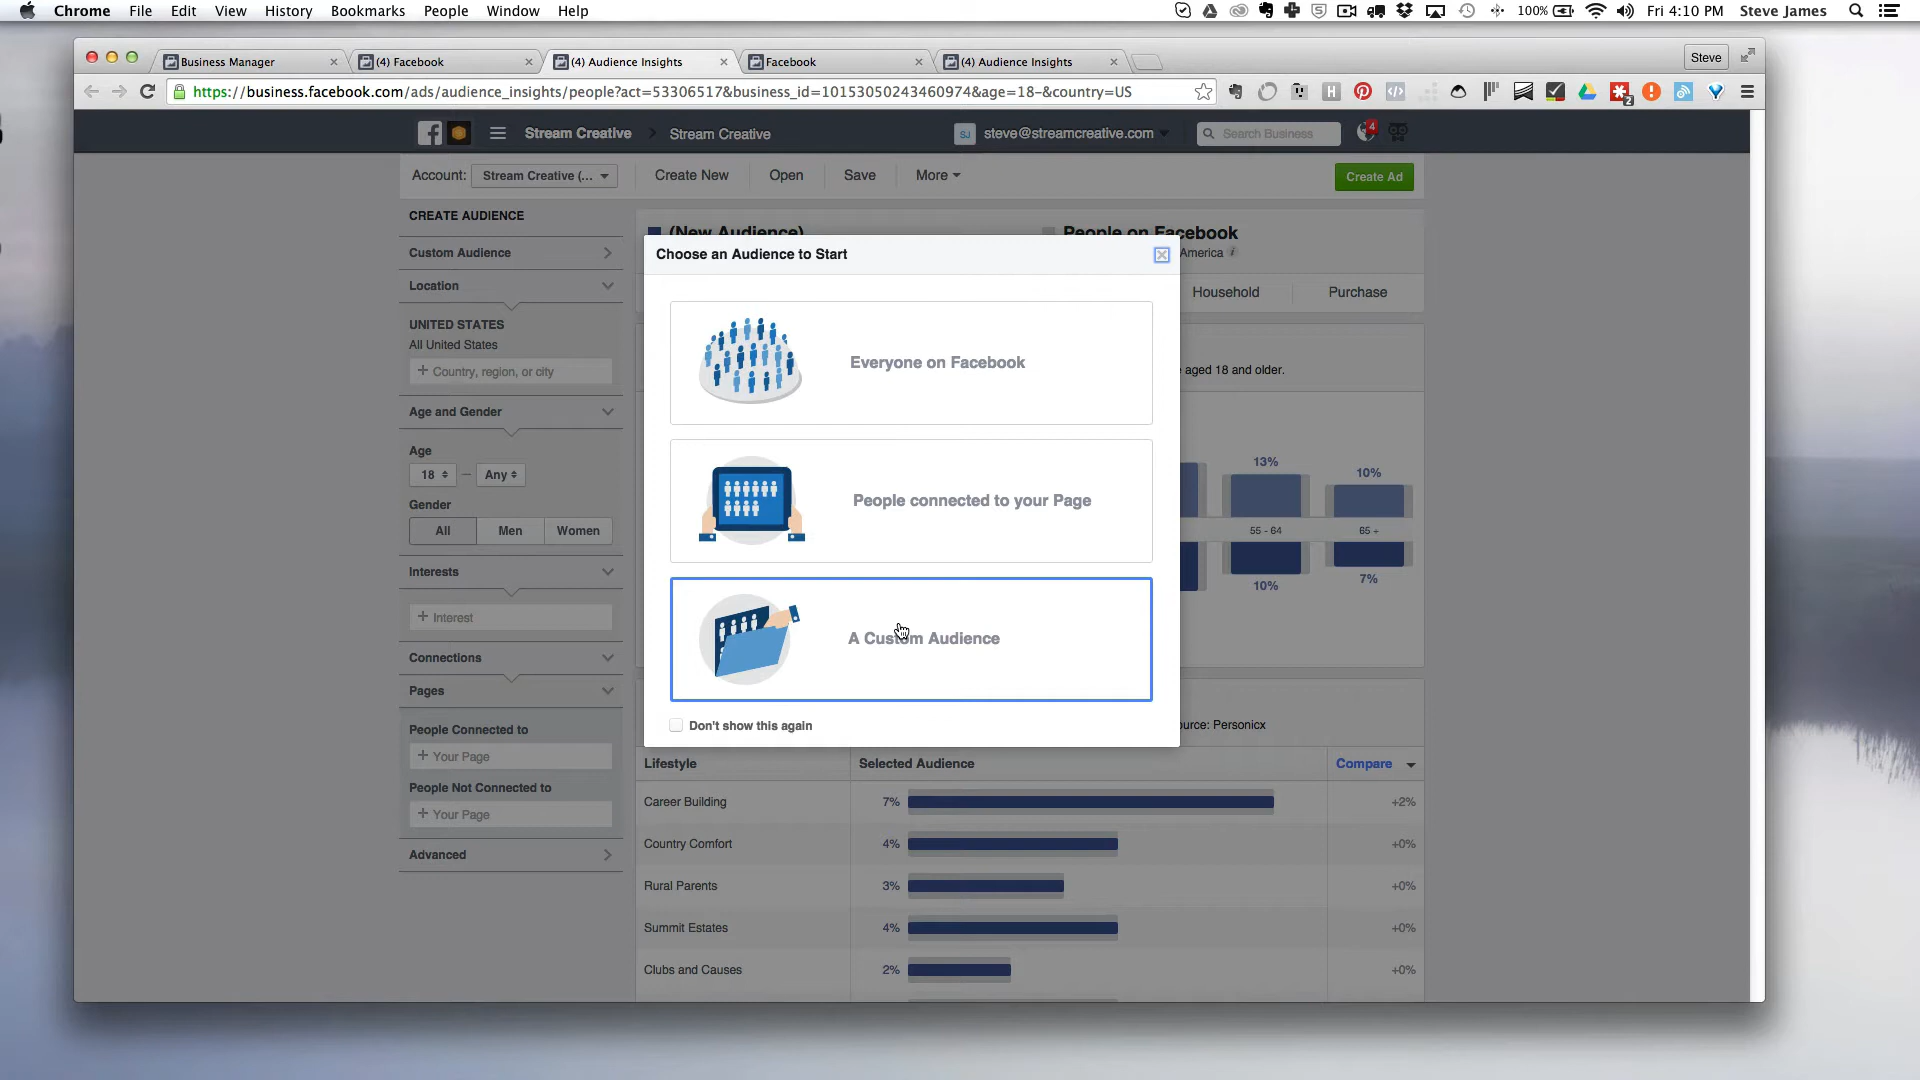 Chrome File Edit View History Bookmarks People Window Help 100% Fri 4:10 PM Steve James
Business Manager (4) Facebook (4) Audience Insights Facebook (4) Audience Insights Steve
https://business.facebook.com/ads/audience_insights/people?act=53306517&business_id=10153050243460974&age=18-&country=US
2
Stream Creative Stream Creative SJ steve@streamcreative.com Search Business 4
Account: Stream Creative (... Create New Open Save More Create Ad
CREATE AUDIENCE
Custom Audience
Location
UNITED STATES
All United States
+ Country, region, or city
Age and Gender
Age
18 – Any
Gender
All Men Women
Interests
+ Interest
Connections
Pages
People Connected to
+ Your Page
People Not Connected to
+ Your Page
Advanced
(New Audience) People on Facebook
America
Household Purchase
aged 18 and older.
Choose an Audience to Start
Everyone on Facebook
People connected to your Page
A Custom Audience
Don't show this again
13% 10%
55 - 64 65 +
10% 7%
Personicx
Lifestyle Selected Audience Compare
Career Building 7% +2%
Country Comfort 4% +0%
Rural Parents 3% +0%
Summit Estates 4% +0%
Clubs and Causes 2% +0%